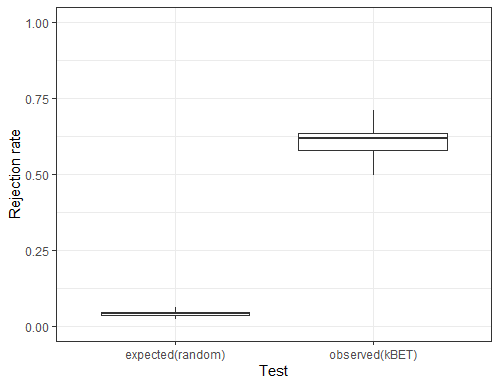 1.00
0.75
0.50
0.25
0.00
Rejection rate
expected(random)
observed(kBET)
Test